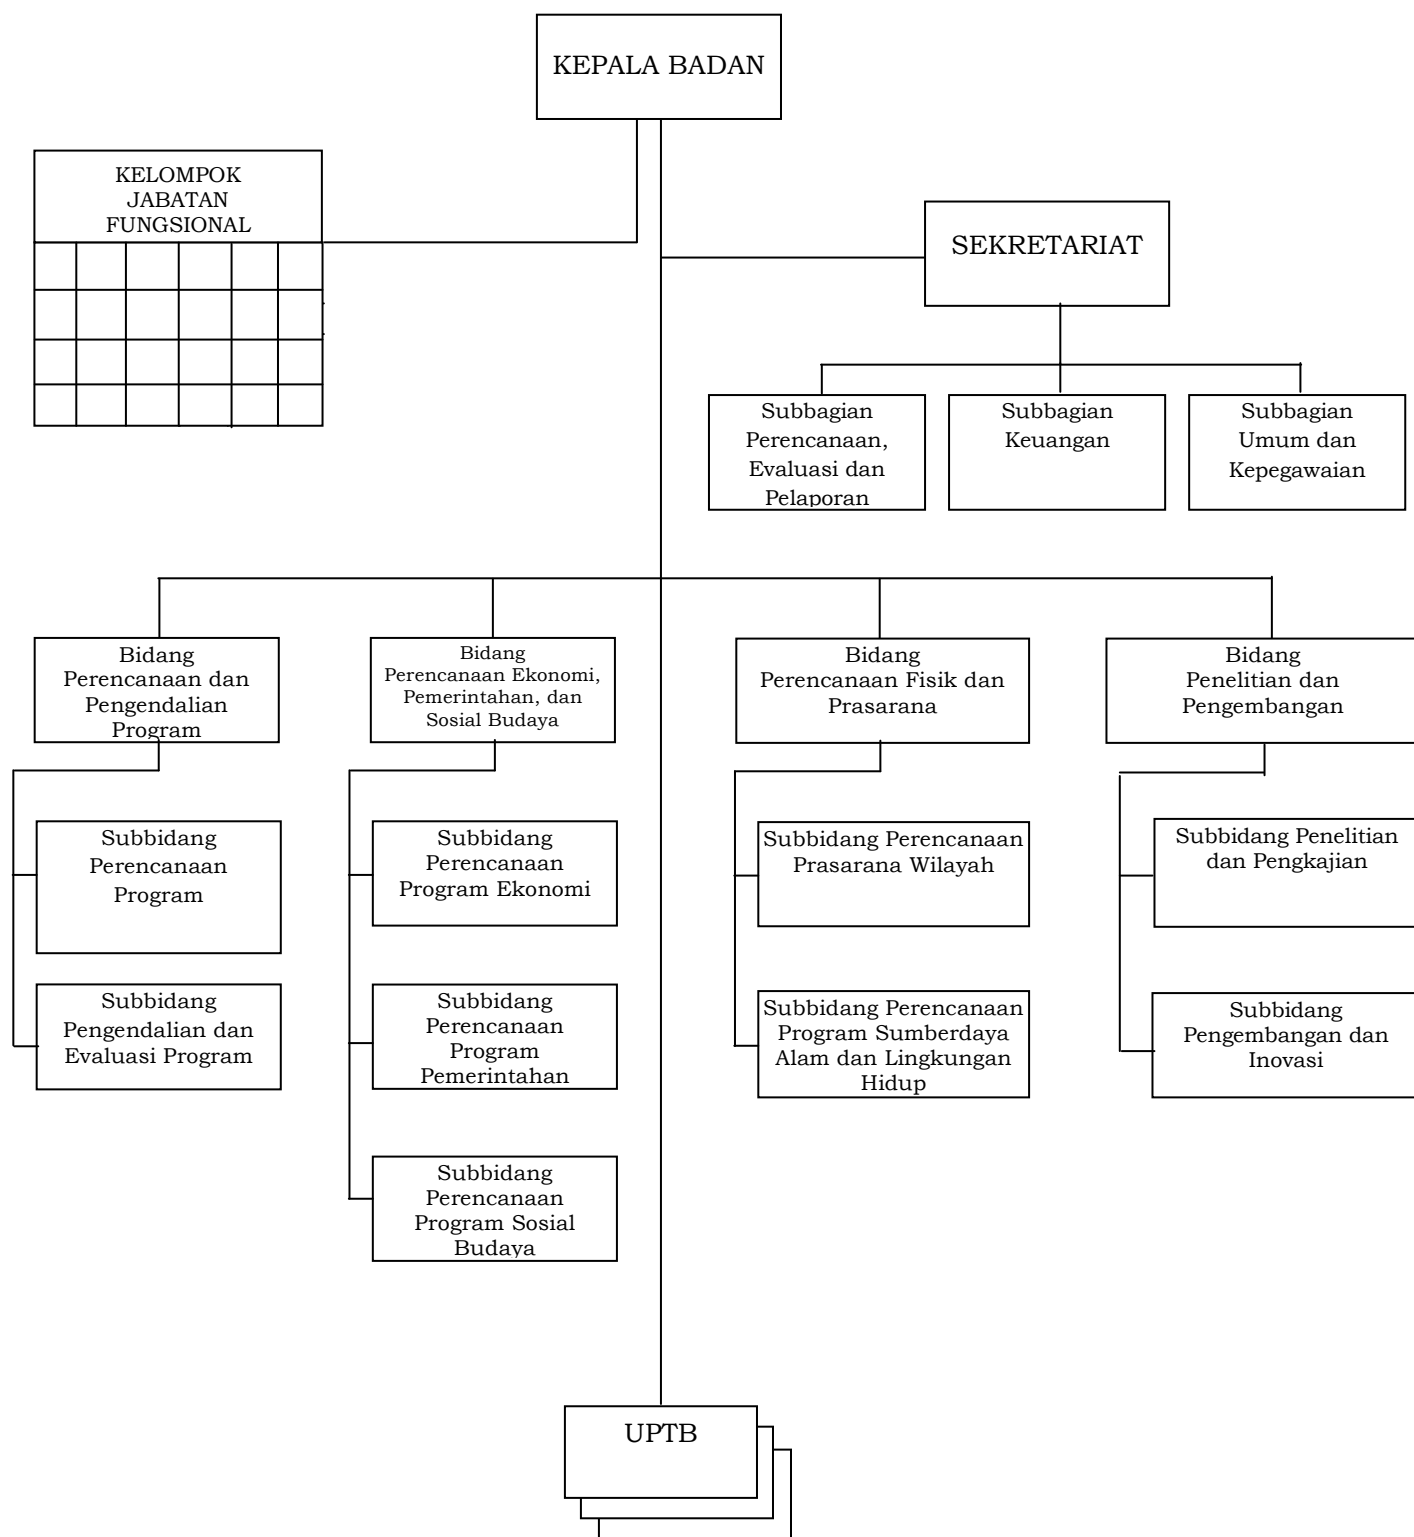 KEPALA BADAN
KELOMPOK
JABATAN
FUNGSIONAL
SEKRETARIAT
Subbagian
Perencanaan,
Evaluasi dan
Pelaporan
Subbagian
Keuangan
Subbagian
Umum dan
Kepegawaian
Bidang
Perencanaan dan
Pengendalian
Program
Bidang
Perencanaan Ekonomi,
Pemerintahan, dan
Sosial Budaya
Bidang
Perencanaan Fisik dan
Prasarana
Bidang
Penelitian dan
Pengembangan
Subbidang
Perencanaan
Program
Subbidang
Perencanaan
Program Ekonomi
Subbidang Perencanaan
Prasarana Wilayah
Subbidang Penelitian
dan Pengkajian
Subbidang
Pengendalian dan
Evaluasi Program
Subbidang
Perencanaan
Program
Pemerintahan
Subbidang Perencanaan
Program Sumberdaya
Alam dan Lingkungan
Hidup
Subbidang
Pengembangan dan
Inovasi
Subbidang
Perencanaan
Program Sosial
Budaya
UPTB